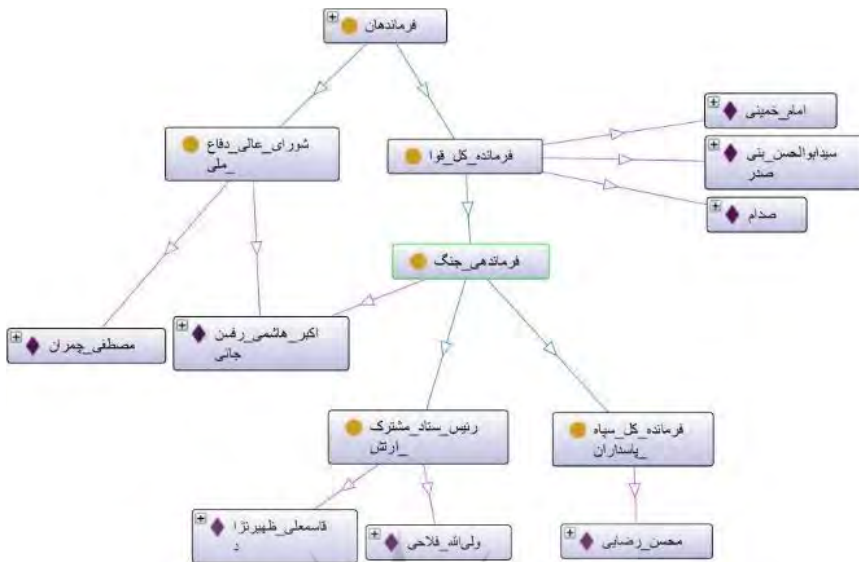 فرماندهان
شورای_عالی_دفاع
_ملی
فرمانده_کل_قوا
امام_خمینی
سیدابوالحسن_بنی
صدر
صدام
فرماندهی_جنگ
مصطفی_چمران
اکبر_هاشمی_رفسن
جانی
رئیس_ستاد_مشترک
_ارتش
فرمانده_کل_سپاه
_پاسداران
قاسمعلی_ظهیرنژا
د
ولی‌الله_فلاحی
محسن_رضایی